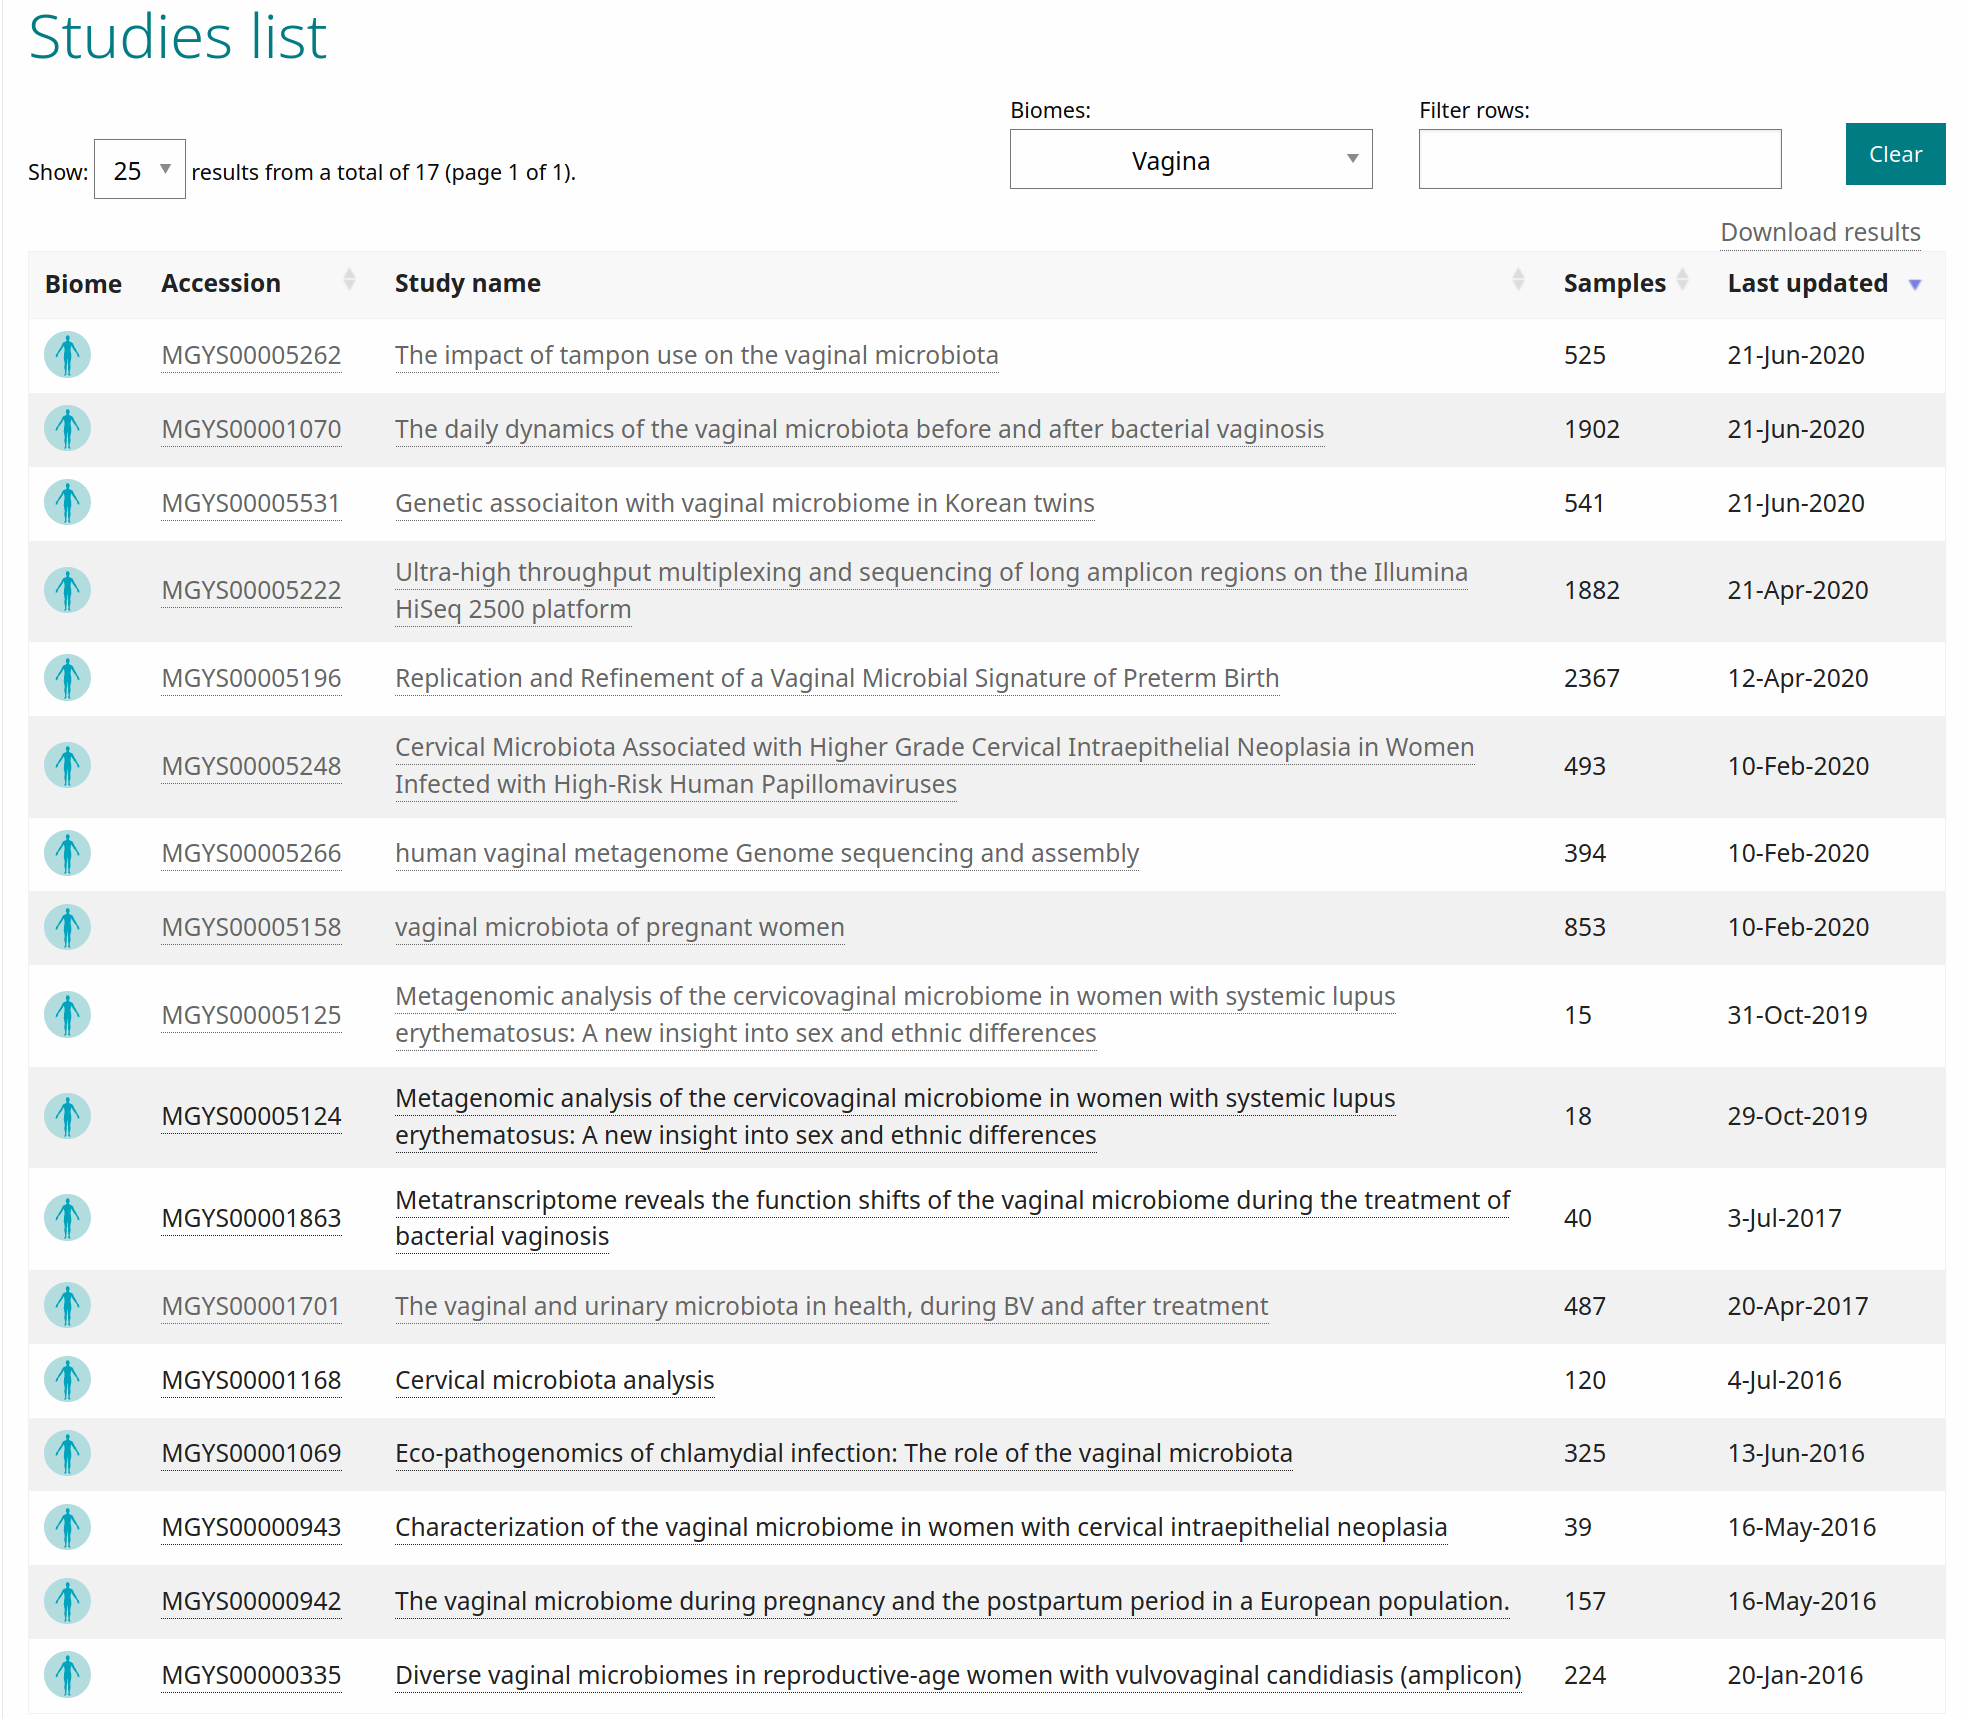 Studies list
Biomes:
Filter rows:
Show: 25 results from a total of 17 (page 1 of 1).
Vagina
Clear
Download results
Biome Accession Study name Samples Last updated
MGYS00005262 The impact of tampon use on the vaginal microbiota 525 21-Jun-2020
MGYS00001070 The daily dynamics of the vaginal microbiota before and after bacterial vaginosis 1902 21-Jun-2020
MGYS00005531 Genetic associaiton with vaginal microbiome in Korean twins 541 21-Jun-2020
MGYS00005222 Ultra-high throughput multiplexing and sequencing of long amplicon regions on the Illumina
HiSeq 2500 platform 1882 21-Apr-2020
MGYS00005196 Replication and Refinement of a Vaginal Microbial Signature of Preterm Birth 2367 12-Apr-2020
MGYS00005248 Cervical Microbiota Associated with Higher Grade Cervical Intraepithelial Neoplasia in Women
Infected with High-Risk Human Papillomaviruses 493 10-Feb-2020
MGYS00005266 human vaginal metagenome Genome sequencing and assembly 394 10-Feb-2020
MGYS00005158 vaginal microbiota of pregnant women 853 10-Feb-2020
MGYS00005125 Metagenomic analysis of the cervicovaginal microbiome in women with systemic lupus
erythematosus: A new insight into sex and ethnic differences 15 31-Oct-2019
MGYS00005124 Metagenomic analysis of the cervicovaginal microbiome in women with systemic lupus
erythematosus: A new insight into sex and ethnic differences 18 29-Oct-2019
MGYS00001863 Metatranscriptome reveals the function shifts of the vaginal microbiome during the treatment of
bacterial vaginosis 40 3-Jul-2017
MGYS00001701 The vaginal and urinary microbiota in health, during BV and after treatment 487 20-Apr-2017
MGYS00001168 Cervical microbiota analysis 120 4-Jul-2016
MGYS00001069 Eco-pathogenomics of chlamydial infection: The role of the vaginal microbiota 325 13-Jun-2016
MGYS00000943 Characterization of the vaginal microbiome in women with cervical intraepithelial neoplasia 39 16-May-2016
MGYS00000942 The vaginal microbiome during pregnancy and the postpartum period in a European population. 157 16-May-2016
MGYS00000335 Diverse vaginal microbiomes in reproductive-age women with vulvovaginal candidiasis (amplicon) 224 20-Jan-2016